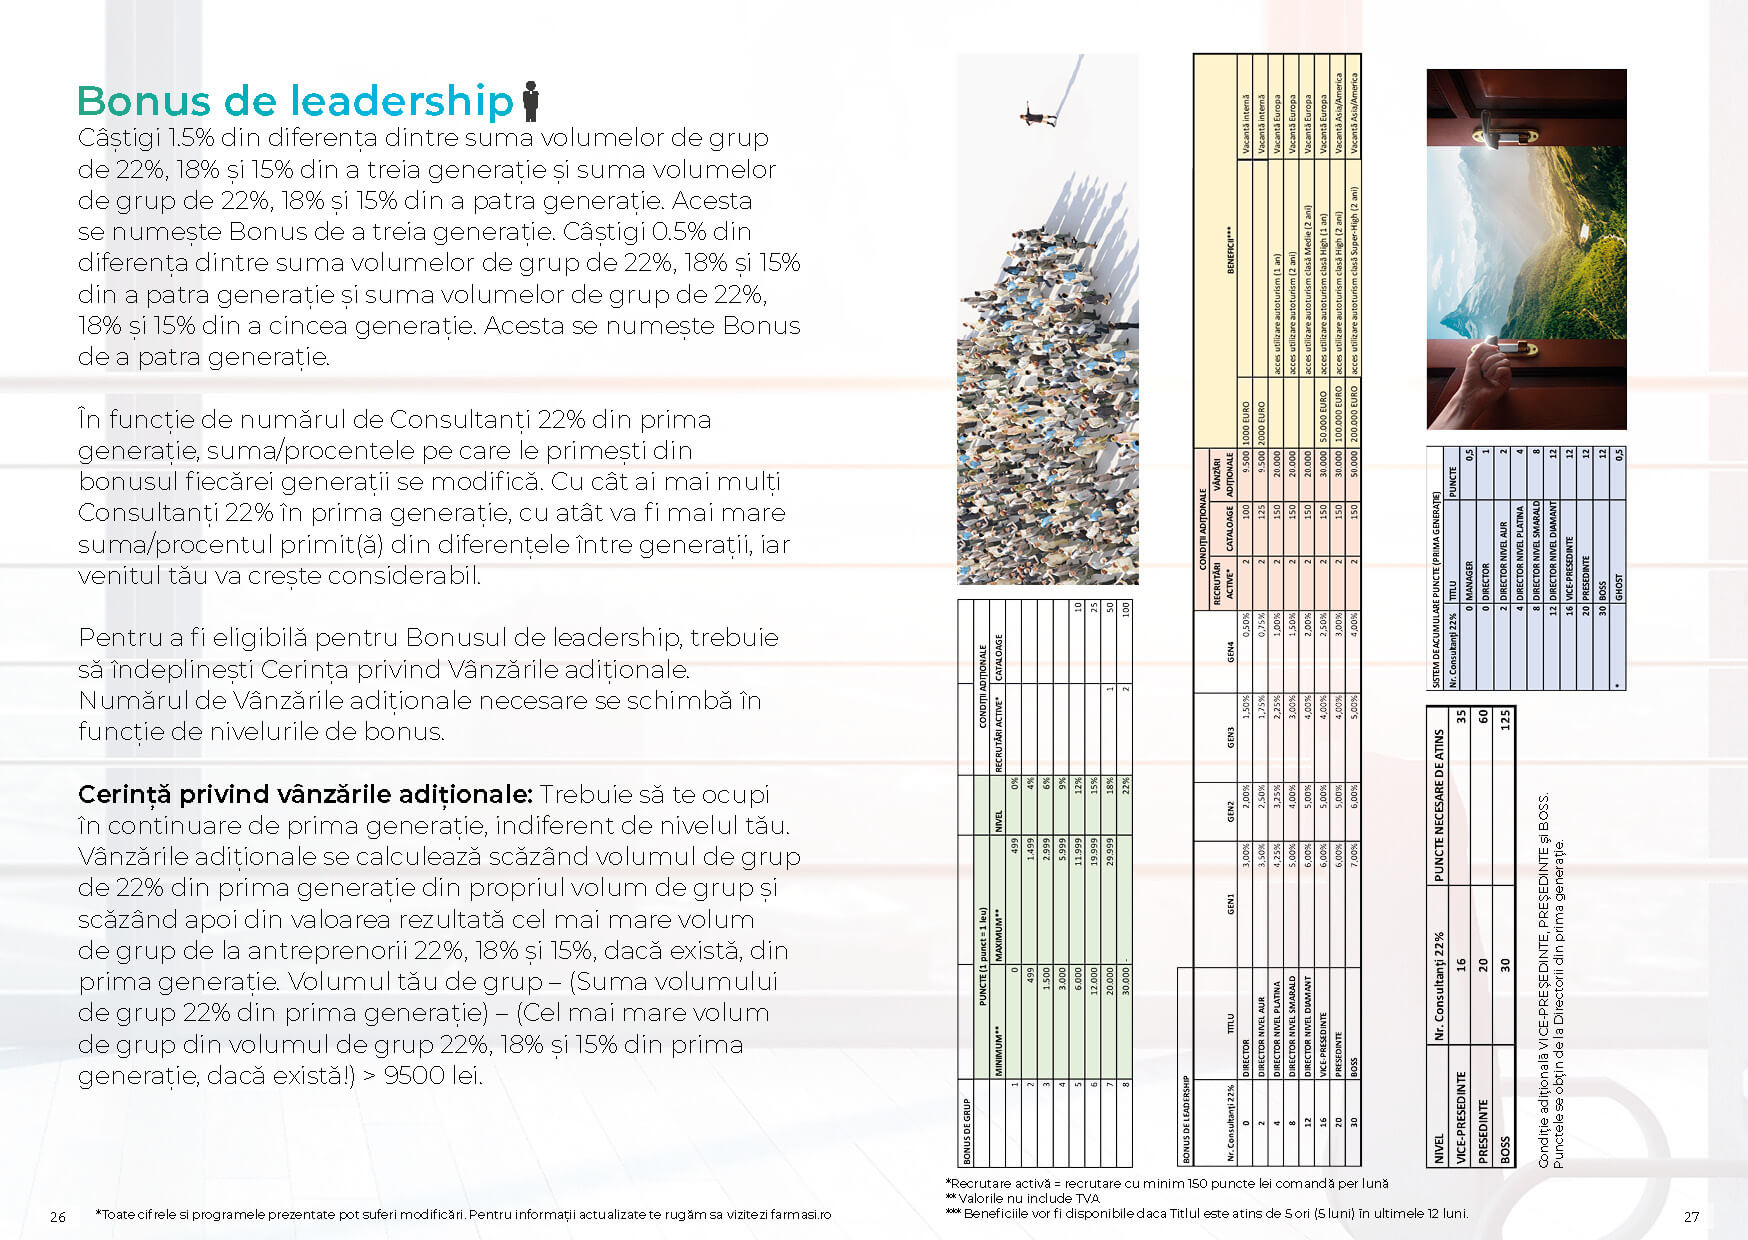 Bonus de leadership
Câștigi 1.5% din diferența dintre suma volumelor de grup
de 22%, 18% și 15% din a treia generație și suma volumelor
de grup de 22%, 18% și 15% din a patra generație. Acesta
se numește Bonus de a treia generație. Câștigi 0.5% din
diferența dintre suma volumelor de grup de 22%, 18% și 15%
din a patra generație și suma volumelor de grup de 22%,
18% și 15% din a cincea generație. Acesta se numește Bonus
de a patra generație.
În funcție de numărul de Consultanți 22% din prima
generație, suma/procentele pe care le primești din
bonusul fiecărei generații se modifică. Cu cât ai mai mulți
Consultanți 22% în prima generație, cu atât va fi mai mare
suma/procentul primit(ă) din diferențele între generații, iar
venitul tău va crește considerabil.
Pentru a fi eligibilă pentru Bonusul de leadership, trebuie
să îndeplinești Cerința privind Vânzările adiționale.
Numărul de Vânzările adiționale necesare se schimbă în
funcție de nivelurile de bonus.
Cerință privind vânzările adiționale: Trebuie să te ocupi
în continuare de prima generație, indiferent de nivelul tău.
Vânzările adiționale se calculează scăzând volumul de grup
de 22% din prima generație din propriul volum de grup și
scăzând apoi din valoarea rezultată cel mai mare volum
de grup de la antreprenorii 22%, 18% și 15%, dacă există, din
prima generație. Volumul tău de grup – (Suma volumului
de grup 22% din prima generație) – (Cel mai mare volum
de grup din volumul de grup 22%, 18% și 15% din prima
generație, dacă există!) > 9500 lei.
26
*Toate cifrele si programele prezentate pot suferi modificări. Pentru informații actualizate te rugăm sa vizitezi farmasi.ro
BONUS DE GRUP
PUNCTE (1 punct = 1 leu) CONDIȚII ADIȚIONALE
MINIMUM** MAXIMUM** NIVEL RECRUTĂRI ACTIVE* CATALOAGE
1 0 499 0%
2 499 1.499 4%
3 1.500 2.999 6%
4 3.000 5.999 9%
5 6.000 11.999 12% 10
6 12.000 19.999 15% 25
7 20.000 29.999 18% 1 50
8 30.000 - 22% 2 100
BONUS DE LEADERSHIP
CONDIȚII ADIȚIONALE
Nr. Consultanți 22% TITLU GEN1 GEN2 GEN3 GEN4 RECRUTĂRI ACTIVE* CATALOAGE VÂNZĂRI ADIȚIONALE BENEFICII***
0 DIRECTOR 3,00% 2,00% 1,50% 0,50% 2 100 9.500 1000 EURO Vacantă internă
2 DIRECTOR NIVEL AUR 3,50% 2,50% 1,75% 0,75% 2 125 9.500 2000 EURO Vacantă internă
4 DIRECTOR NIVEL PLATINA 4,25% 3,25% 2,25% 1,00% 2 150 20.000 acces utilizare autoturism (1 an) Vacantă Europa
8 DIRECTOR NIVEL SMARALD 5,00% 4,00% 3,00% 1,50% 2 150 20.000 acces utilizare autoturism (2 ani) Vacantă Europa
12 DIRECTOR NIVEL DIAMANT 6,00% 5,00% 4,00% 2,00% 2 150 20.000 acces utilizare autoturism clasă Medie (2 ani) Vacantă Europa
16 VICE-PRESEDINTE 6,00% 5,00% 4,00% 2,50% 2 150 30.000 50.000 EURO acces utilizare autoturism clasă High (1 an) Vacantă Europa
20 PRESEDINTE 6,00% 5,00% 4,00% 3,00% 2 150 30.000 100.000 EURO acces utilizare autoturism clasă High (2 ani) Vacantă Asia/America
30 BOSS 7,00% 6,00% 5,00% 4,00% 2 150 50.000 200.000 EURO acces utilizare autoturism clasă Super-High (2 ani) Vacantă Asia/America
SISTEM DE ACUMULARE PUNCTE (PRIMA GENERAȚIE)
Nr. Consultanți 22% TITLU PUNCTE
0 MANAGER 0,5
0 DIRECTOR 1
2 DIRECTOR NIVEL AUR 2
4 DIRECTOR NIVEL PLATINA 4
8 DIRECTOR NIVEL SMARALD 8
12 DIRECTOR NIVEL DIAMANT 12
16 VICE-PRESEDINTE 12
20 PRESEDINTE 12
30 BOSS 12
* GHOST 0,5
NIVEL Nr. Consultanți 22% PUNCTE NECESARE DE ATINS
VICE-PRESEDINTE 16 35
PRESEDINTE 20 60
BOSS 30 125
Condiție adițională VICE-PREȘEDINTE, PREȘEDINTE și BOSS.
Punctele se obțin de la Directorii din prima generație.
*Recrutare activă = recrutare cu minim 150 puncte lei comandă per lună
** Valorile nu include TVA
*** Beneficiile vor fi disponibile daca Titlul este atins de 5 ori (5 luni) în ultimele 12 luni.
27